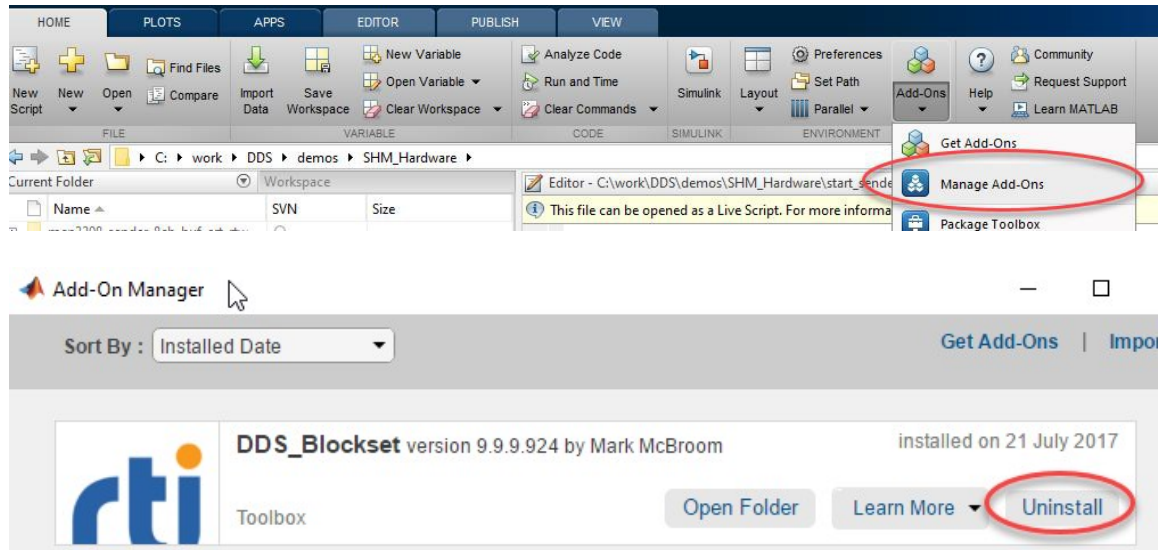 HOME PLOTS APPS EDITOR PUBLISH VIEW
New Script
New
Open
Find Files
Compare
Import Data
Save Workspace
New Variable
Open Variable
Clear Workspace
Analyze Code
Run and Time
Clear Commands
Simulink
Layout
Preferences
Set Path
Parallel
Add-Ons
Help
Community
Request Support
Learn MATLAB
FILE VARIABLE CODE SIMULINK ENVIRONMENT
Get Add-Ons
Manage Add-Ons
Package Toolbox
C: work DDS demos SHM_Hardware
Current Folder Workspace
Editor - C:\work\DDS\demos\SHM_Hardware\start_sende
Name SVN Size
This file can be opened as a Live Script. For more informa
Add-On Manager
Sort By : Installed Date
Get Add-Ons | Impor
rti
DDS_Blockset version 9.9.9.924 by Mark McBroom
installed on 21 July 2017
Toolbox
Open Folder Learn More Uninstall